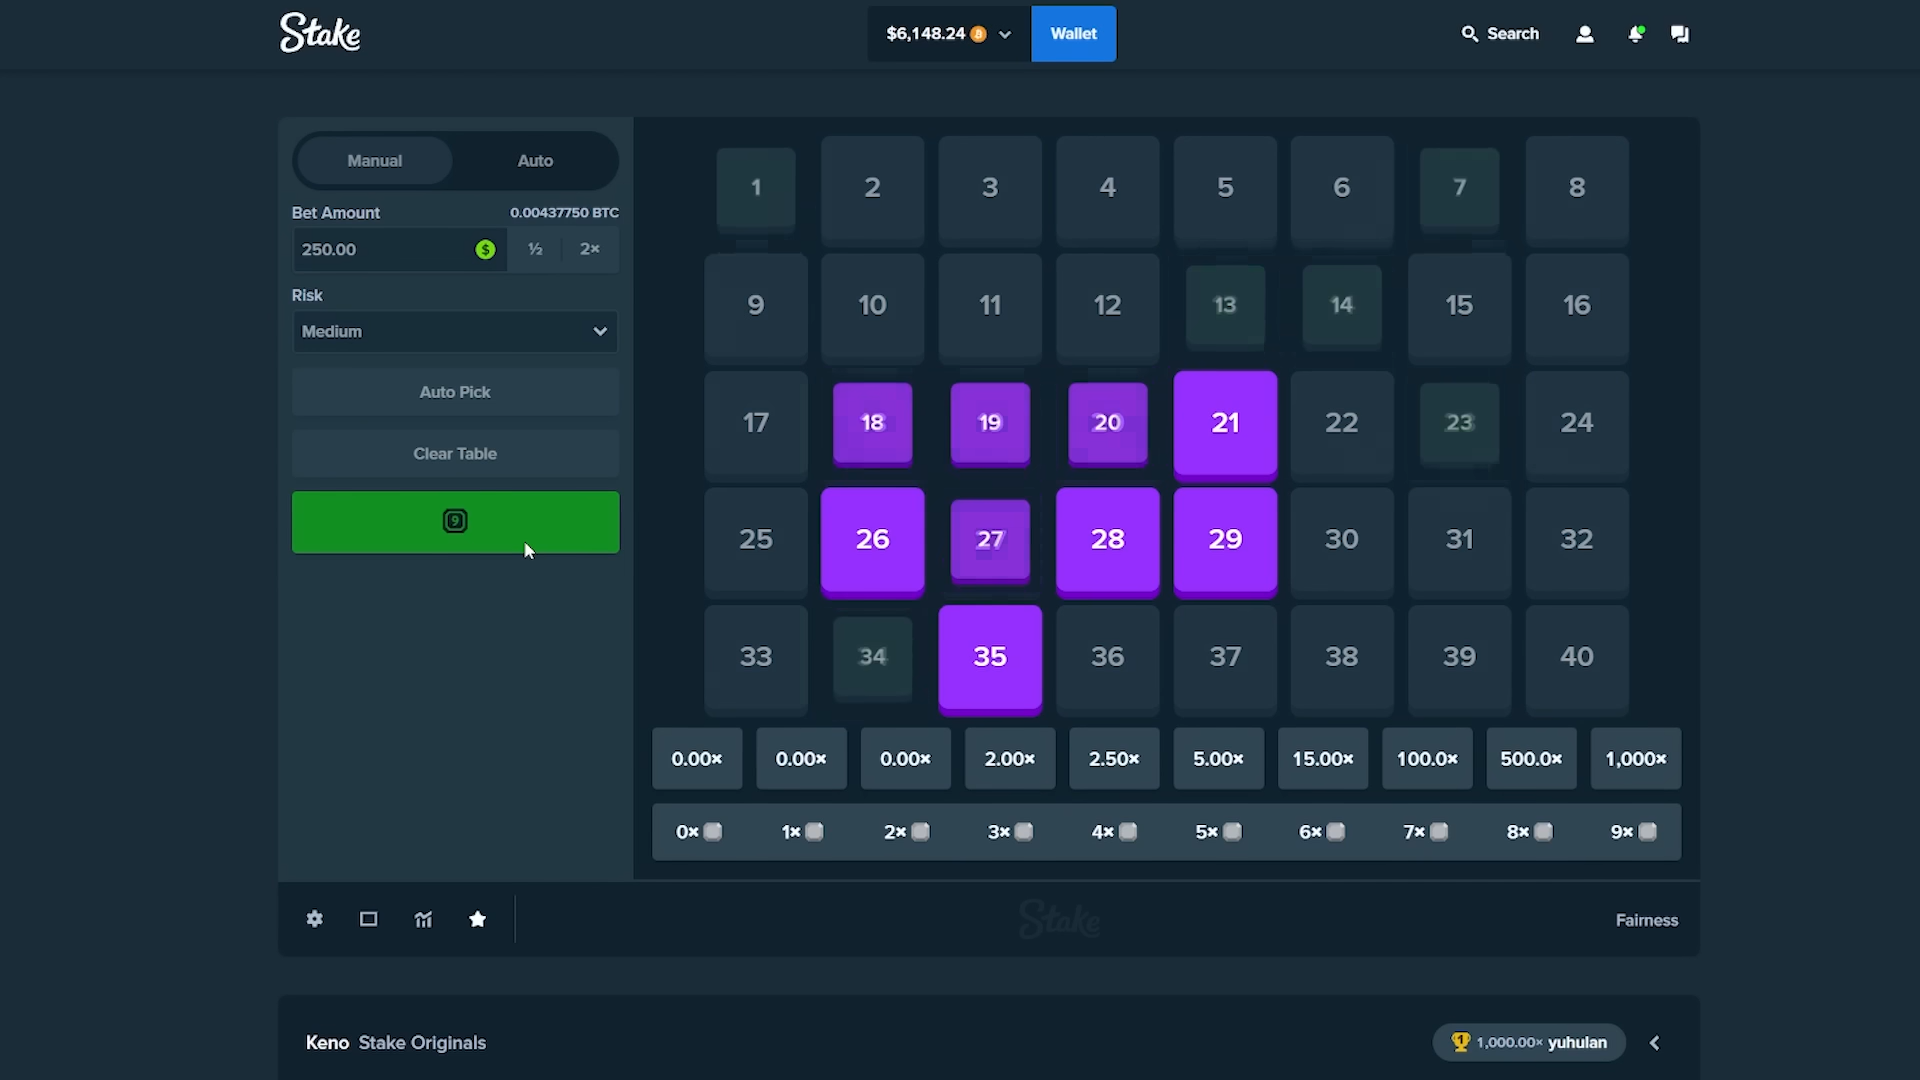 Stake
$6,148.24
Wallet
Search
Manual
Auto
Bet Amount
0.00437750 BTC
250.00
$
½
2×
Risk
Medium
Auto Pick
Clear Table
9
1 2 3 4 5 6 7 8
9 10 11 12 13 14 15 16
17 18 19 20 21 22 23 24
25 26 27 28 29 30 31 32
33 34 35 36 37 38 39 40
0.00× 0.00× 0.00× 2.00× 2.50× 5.00× 15.00× 100.0× 500.0× 1,000×
0× 1× 2× 3× 4× 5× 6× 7× 8× 9×
Stake
Fairness
Keno Stake Originals
1 1,000.00× yuhulan